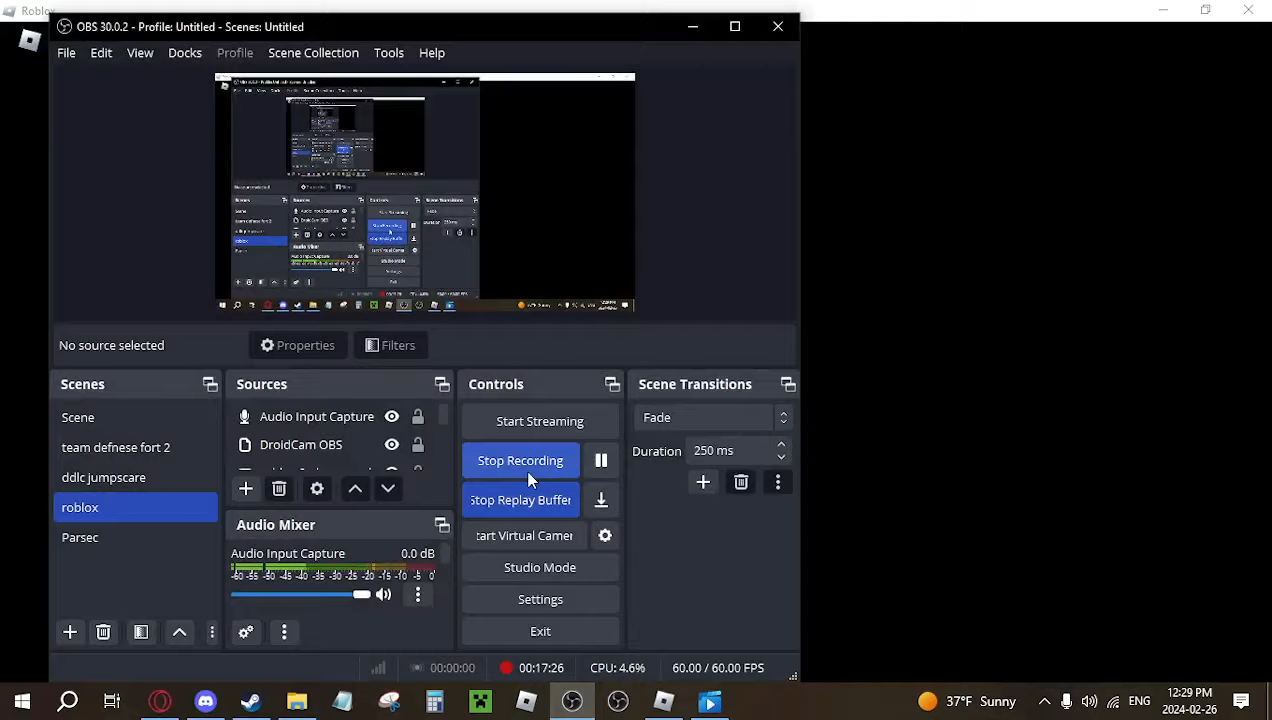 Roblox
OBS 30.0.2 - Profile: Untitled - Scenes: Untitled
File Edit View Docks Profile Scene Collection Tools Help
No source selected Properties Filters
Scenes
Scene
team defnese fort 2
ddlc jumpscare
roblox
Parsec
Sources
Audio Input Capture
DroidCam OBS
Audio Mixer
Audio Input Capture 0.0 dB
-60 -55 -50 -45 -40 -35 -30 -25 -20 -15 -10 -5 0
Controls
Start Streaming
Stop Recording
Stop Replay Buffer
tart Virtual Camer
Studio Mode
Settings
Exit
Scene Transitions
Fade
Duration 250 ms
00:00:00 00:17:26 CPU: 4.6% 60.00 / 60.00 FPS
37°F Sunny ENG 12:29 PM
2024-02-26